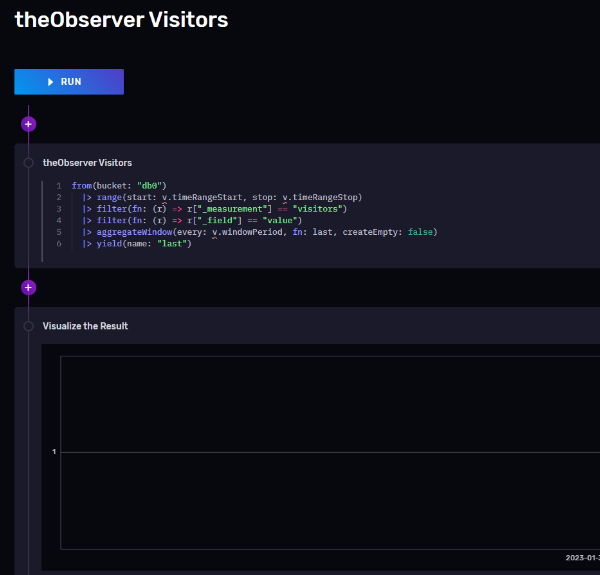 theObserver Visitors
RUN
theObserver Visitors
1 from(bucket: "db0")
2 |> range(start: v.timeRangeStart, stop: v.timeRangeStop)
3 |> filter(fn: (r) => r["_measurement"] == "visitors")
4 |> filter(fn: (r) => r["_field"] == "value")
5 |> aggregateWindow(every: v.windowPeriod, fn: last, createEmpty: false)
6 |> yield(name: "last")
Visualize the Result
1
2023-01-3